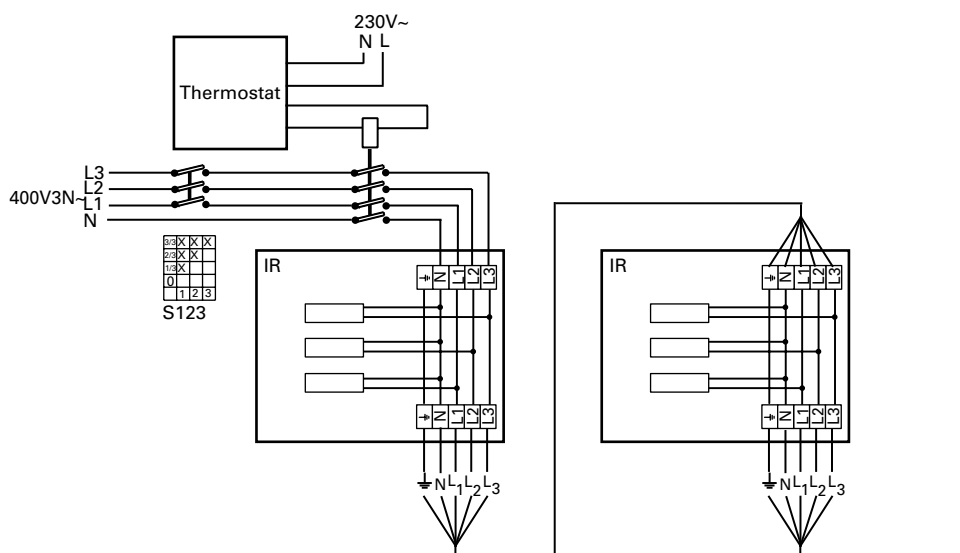 230V~
N L
Thermostat
L3
L2
400V3N~
L1
N
3/3 X X X
2/3 X X
1/3 X
0
1 2 3
S123
IR
N L1 L2 L3
N L1 L2 L3
N L1 L2 L3
IR
N L1 L2 L3
N L1 L2 L3
N L1 L2 L3